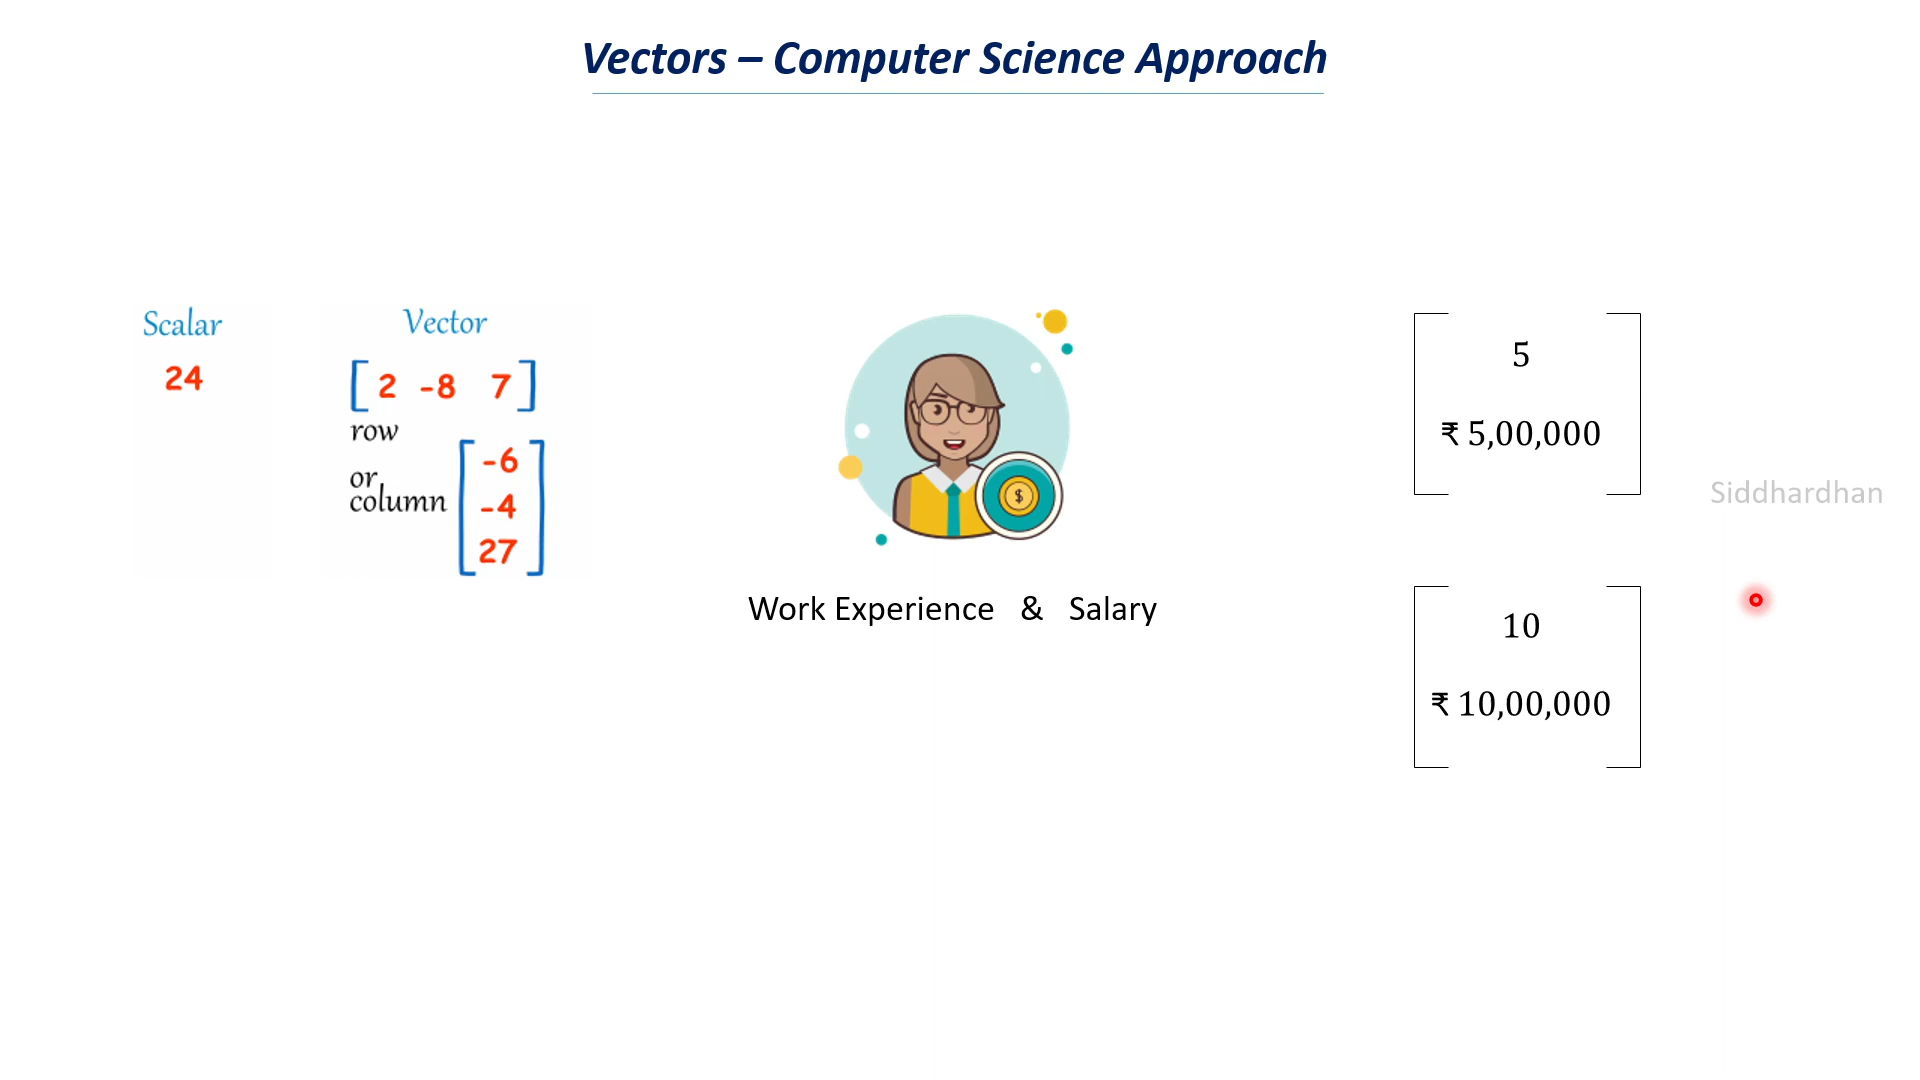 Vectors – Computer Science Approach
Scalar
24
Vector
[ 2 -8 7 ]
row
or
column
-6
-4
27
$
Work Experience & Salary
5
₹ 5,00,000
10
₹ 10,00,000
Siddhardhan